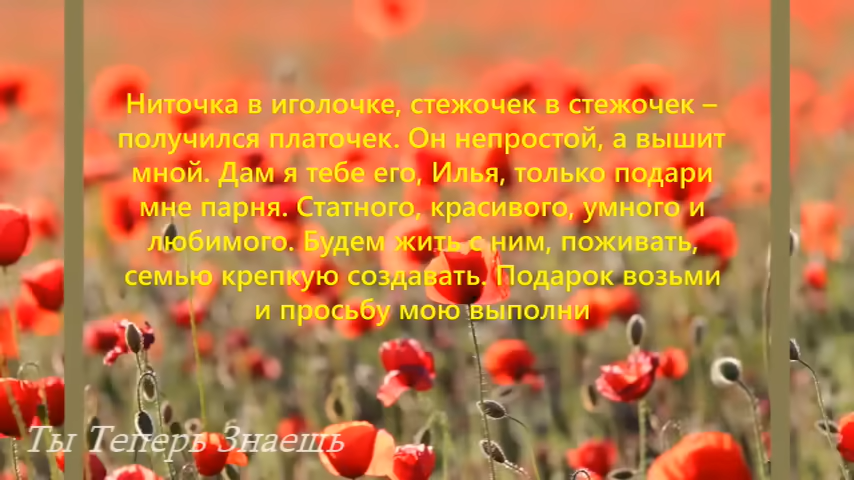 Ниточка в иголочке, стежочек в стежочек –
получился платочек. Он непростой, а вышит
мной. Дам я тебе его, Илья, только подари
мне парня. Статного, красивого, умного и
любимого. Будем жить с ним, поживать,
семью крепкую создавать. Подарок возьми
и просьбу мою выполни
Ты Теперь Знаешь